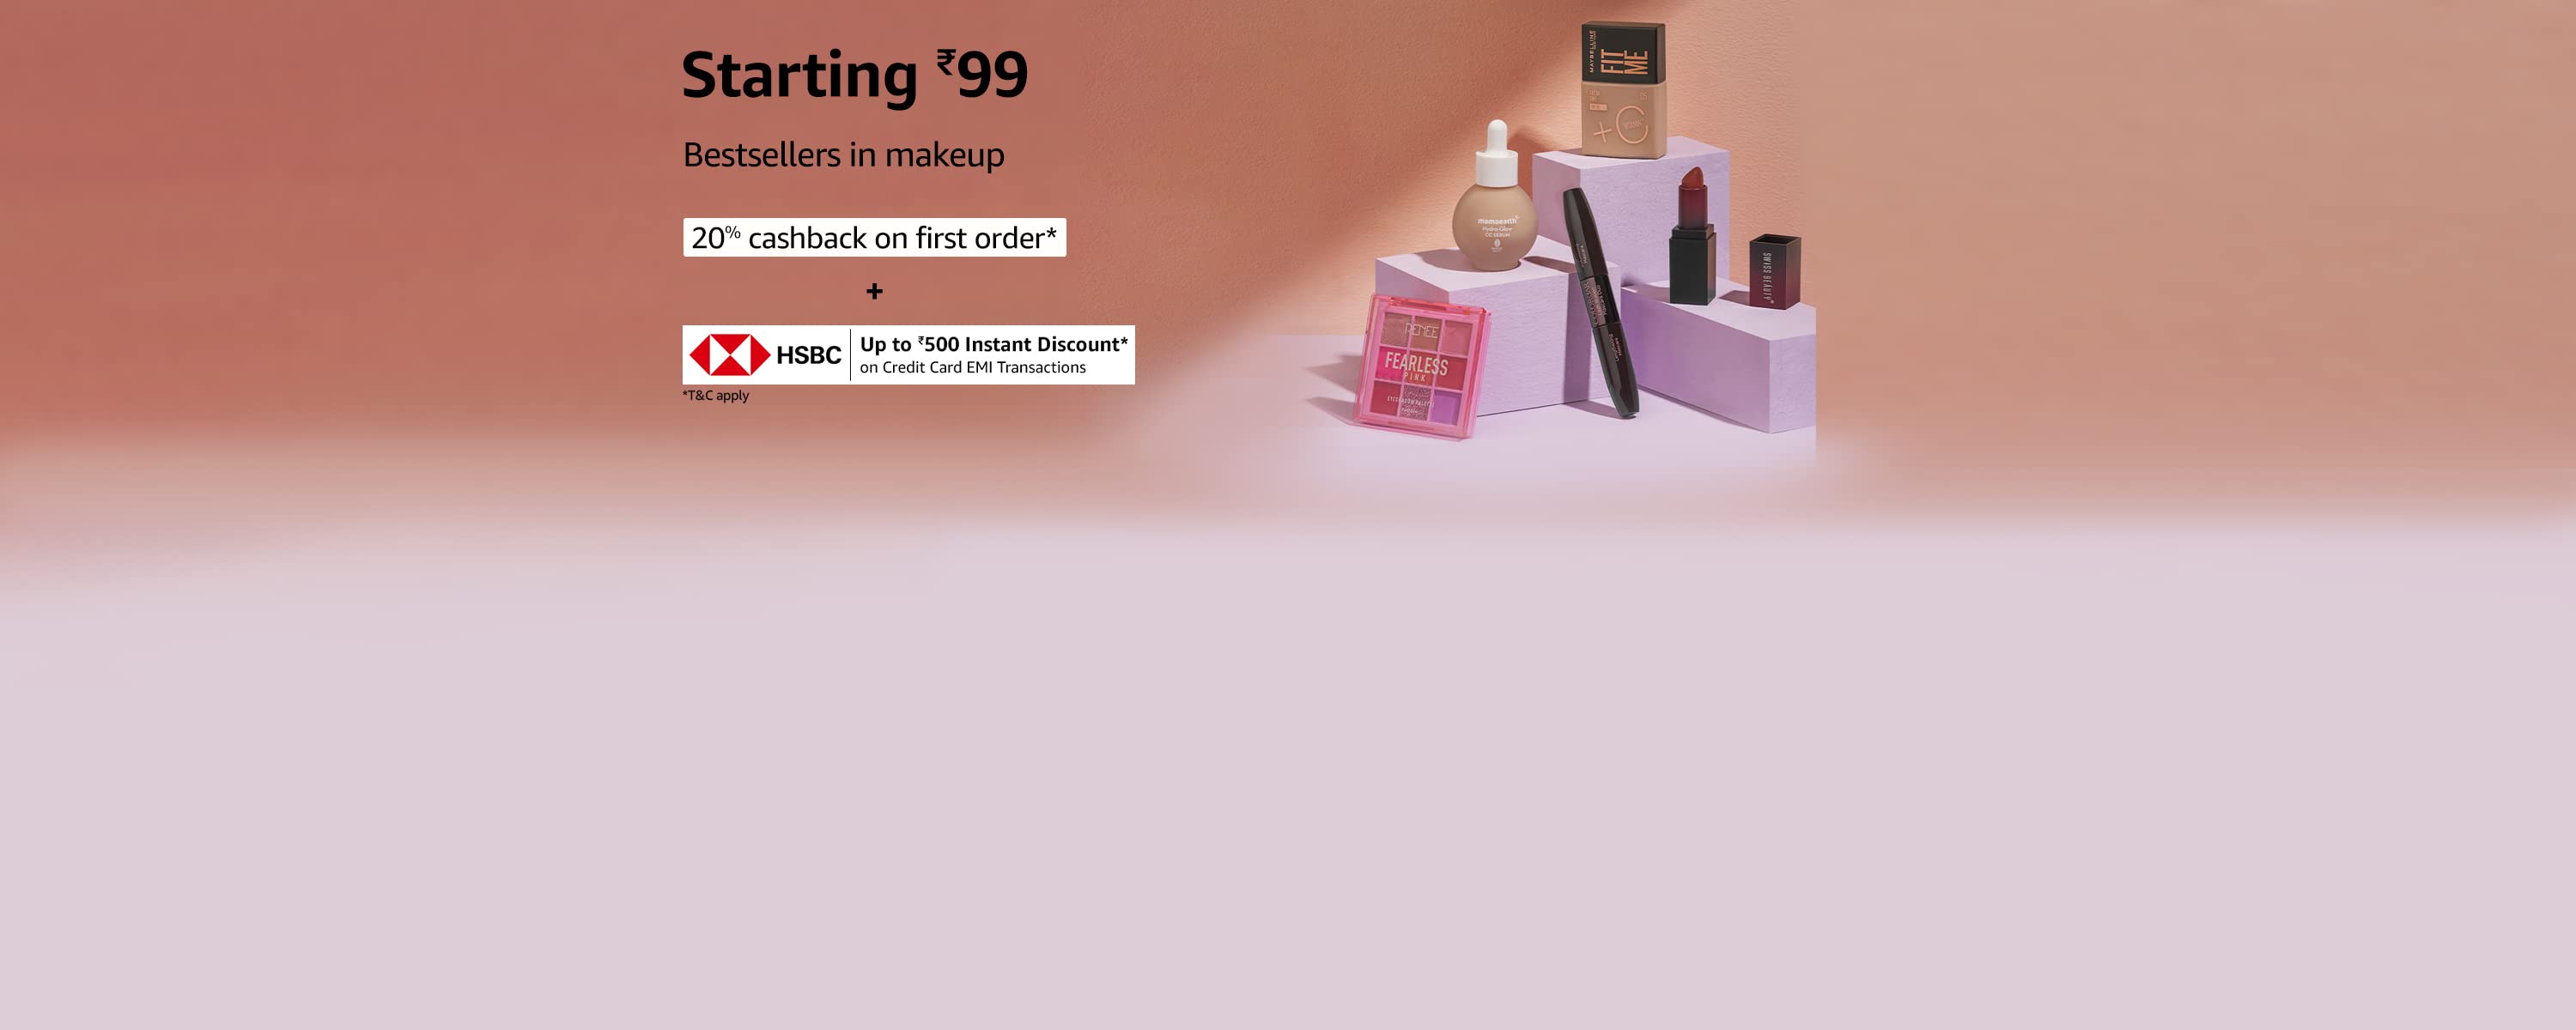 Starting ₹99
Bestsellers in makeup
20% cashback on first order*
+
HSBC
Up to ₹500 Instant Discount*
on Credit Card EMI Transactions
*T&C apply
MAYBELLINE
FIT
ME
+C
mamaearth
Hydra-Glow
CC SERUM
SWISS BEAUTY
RENEE
FEARLESS
PINK
EYESHADOW PALETTE